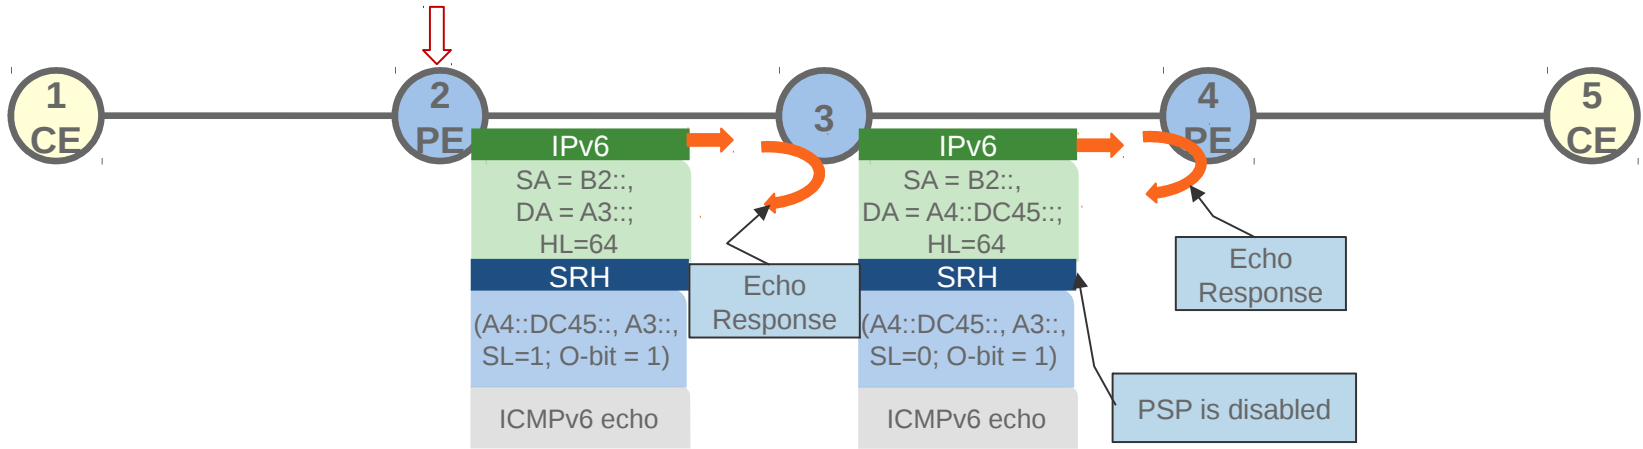 1
CE
2
PE
3
4
PE
5
CE
IPv6
SA = B2::,
DA = A3::;
HL=64
SRH
(A4::DC45::, A3::,
SL=1; O-bit = 1)
ICMPv6 echo
Echo
Response
IPv6
SA = B2::,
DA = A4::DC45::;
HL=64
SRH
(A4::DC45::, A3::,
SL=0; O-bit = 1)
ICMPv6 echo
Echo
Response
PSP is disabled